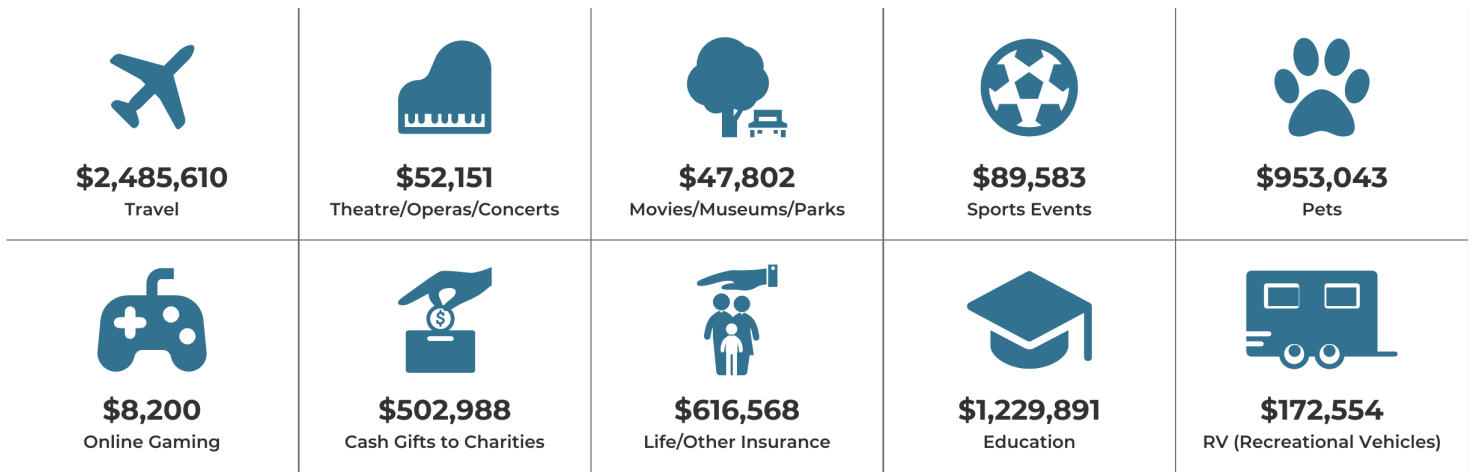 $2,485,610
Travel
$52,151
Theatre/Operas/Concerts
$47,802
Movies/Museums/Parks
$89,583
Sports Events
$953,043
Pets
$8,200
Online Gaming
$
$502,988
Cash Gifts to Charities
$616,568
Life/Other Insurance
$1,229,891
Education
$172,554
RV (Recreational Vehicles)